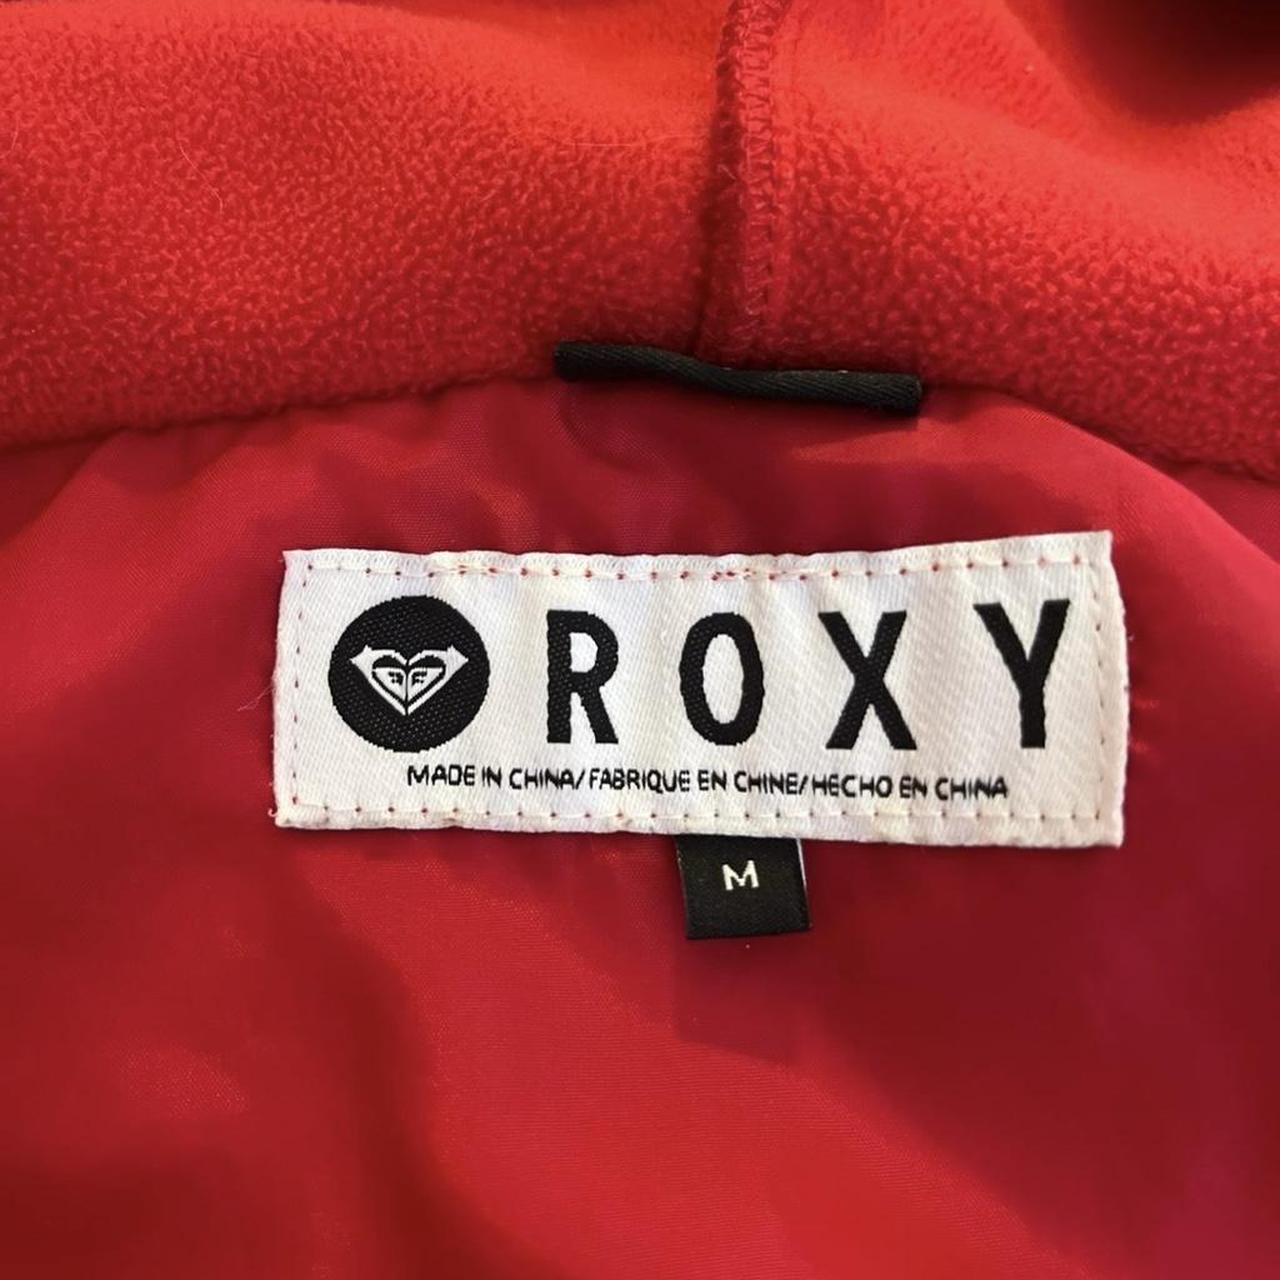 ROXY
MADE IN CHINA/FABRIQUE EN CHINE/HECHO EN CHINA
M